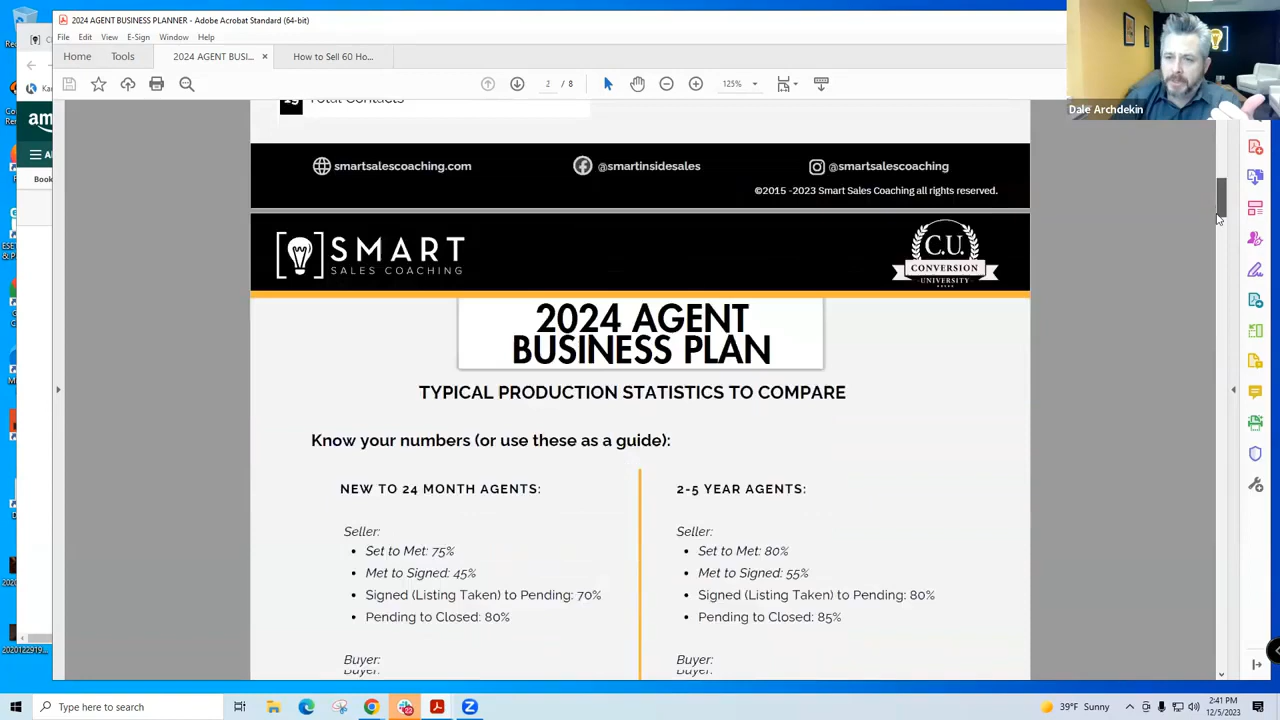 2024 AGENT BUSINESS PLANNER - Adobe Acrobat Standard (64-bit)
File Edit View E-Sign Window Help
Home Tools 2024 AGENT BUSI... × How to Sell 60 Ho...
2 / 8 125%
Dale Archdekin
Total Contacts
smartsalescoaching.com @smartinsidesales @smartsalescoaching
©2015 -2023 Smart Sales Coaching all rights reserved.
SMART
SALES COACHING
C.U.
CONVERSION
UNIVERSITY
2024 AGENT
BUSINESS PLAN
TYPICAL PRODUCTION STATISTICS TO COMPARE
Know your numbers (or use these as a guide):
NEW TO 24 MONTH AGENTS:
Seller:
• Set to Met: 75%
• Met to Signed: 45%
• Signed (Listing Taken) to Pending: 70%
• Pending to Closed: 80%
Buyer:
Buyer:
2-5 YEAR AGENTS:
Seller:
• Set to Met: 80%
• Met to Signed: 55%
• Signed (Listing Taken) to Pending: 80%
• Pending to Closed: 85%
Buyer:
Buyer:
am
Book
2020122919...
Type here to search
39°F Sunny
2:41 PM
12/5/2023